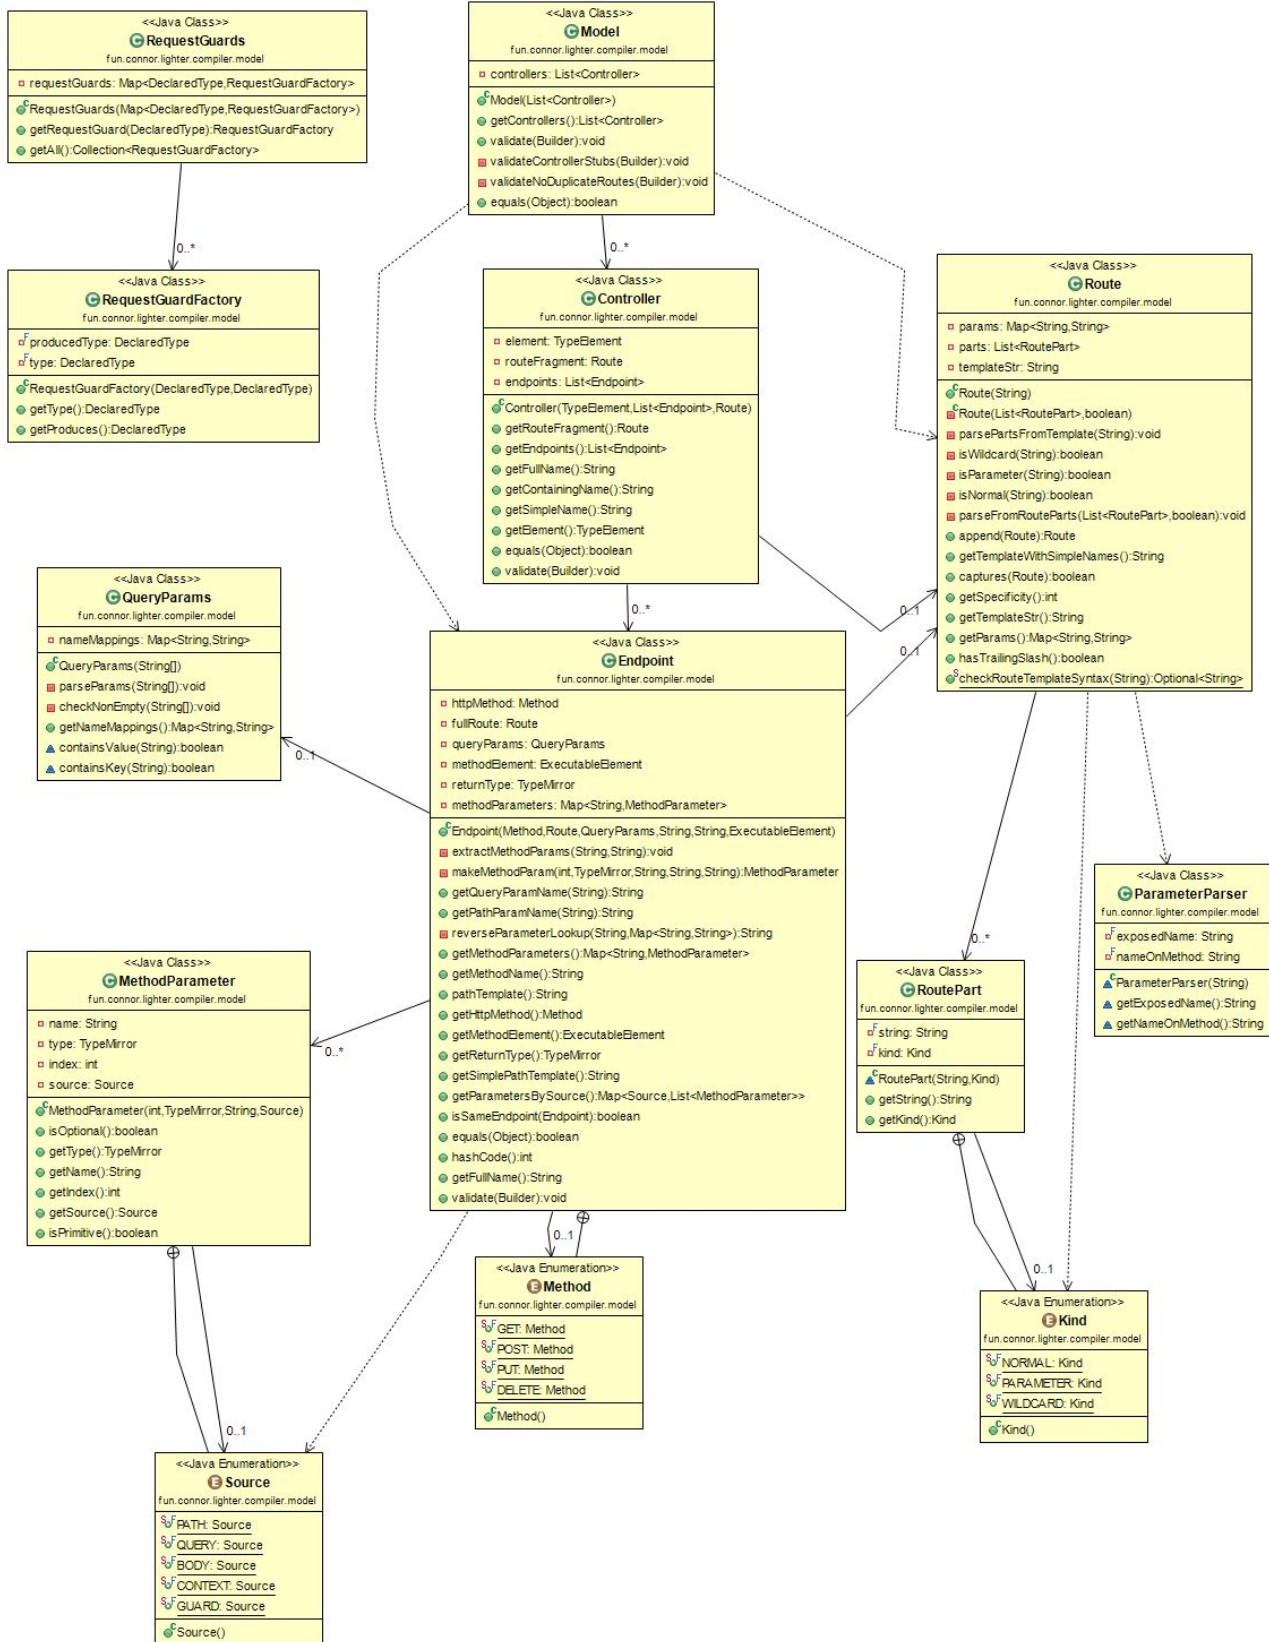 <<Java Class>>
RequestGuards
fun.connor.lighter.compiler.model
requestGuards: Map<DeclaredType,RequestGuardFactory>
RequestGuards(Map<DeclaredType,RequestGuardFactory>)
getRequestGuard(DeclaredType):RequestGuardFactory
getAll():Collection<RequestGuardFactory>
0..*
<<Java Class>>
Model
fun.connor.lighter.compiler.model
controllers: List<Controller>
Model(List<Controller>)
getControllers():List<Controller>
validate(Builder):void
validateControllerStubs(Builder):void
validateNoDuplicateRoutes(Builder):void
equals(Object):boolean
0..*
<<Java Class>>
RequestGuardFactory
fun.connor.lighter.compiler.model
producedType: DeclaredType
type: DeclaredType
RequestGuardFactory(DeclaredType,DeclaredType)
getType():DeclaredType
getProduces():DeclaredType
<<Java Class>>
Controller
fun.connor.lighter.compiler.model
element: TypeElement
routeFragment: Route
endpoints: List<Endpoint>
Controller(TypeElement,List<Endpoint>,Route)
getRouteFragment():Route
getEndpoints():List<Endpoint>
getFullName():String
getContainingName():String
getSimpleName():String
getElement():TypeElement
equals(Object):boolean
validate(Builder):void
0..*
0..1
<<Java Class>>
Route
fun.connor.lighter.compiler.model
params: Map<String,String>
parts: List<RoutePart>
templateStr: String
Route(String)
Route(List<RoutePart>,boolean)
parsePartsFromTemplate(String):void
isWildcard(String):boolean
isParameter(String):boolean
isNormal(String):boolean
parseFromRouteParts(List<RoutePart>,boolean):void
append(Route):Route
getTemplateWithSimpleNames():String
captures(Route):boolean
getSpecificity():int
getTemplateStr():String
getParams():Map<String,String>
hasTrailingSlash():boolean
checkRouteTemplateSyntax(String):Optional<String>
0..1
<<Java Class>>
QueryParams
fun.connor.lighter.compiler.model
nameMappings: Map<String,String>
QueryParams(String[])
parseParams(String[]):void
checkNonEmpty(String[]):void
getNameMappings():Map<String,String>
containsValue(String):boolean
containsKey(String):boolean
0..1
<<Java Class>>
Endpoint
fun.connor.lighter.compiler.model
httpMethod: Method
fullRoute: Route
queryParams: QueryParams
methodElement: ExecutableElement
returnType: TypeMirror
methodParameters: Map<String,MethodParameter>
Endpoint(Method,Route,QueryParams,String,String,ExecutableElement)
extractMethodParams(String,String):void
makeMethodParam(int,TypeMirror,String,String,String):MethodParameter
getQueryParamName(String):String
getPathParamName(String):String
reverseParameterLookup(String,Map<String,String>):String
getMethodParameters():Map<String,MethodParameter>
getMethodName():String
pathTemplate():String
getHttpMethod():Method
getMethodElement():ExecutableElement
getReturnType():TypeMirror
getSimplePathTemplate():String
getParametersBySource():Map<Source,List<MethodParameter>>
isSameEndpoint(Endpoint):boolean
equals(Object):boolean
hashCode():int
getFullName():String
validate(Builder):void
<<Java Class>>
ParameterParser
fun.connor.lighter.compiler.model
exposedName: String
nameOnMethod: String
ParameterParser(String)
getExposedName():String
getNameOnMethod():String
0..*
<<Java Class>>
MethodParameter
fun.connor.lighter.compiler.model
name: String
type: TypeMirror
index: int
source: Source
MethodParameter(int,TypeMirror,String,Source)
isOptional():boolean
getType():TypeMirror
getName():String
getIndex():int
getSource():Source
isPrimitive():boolean
0..*
<<Java Class>>
RoutePart
fun.connor.lighter.compiler.model
string: String
kind: Kind
RoutePart(String,Kind)
getString():String
getKind():Kind
0..1
0..1
<<Java Enumeration>>
Method
fun.connor.lighter.compiler.model
GET: Method
POST: Method
PUT: Method
DELETE: Method
Method()
<<Java Enumeration>>
Kind
fun.connor.lighter.compiler.model
NORMAL: Kind
PARAMETER: Kind
WILDCARD: Kind
Kind()
0..1
<<Java Enumeration>>
Source
fun.connor.lighter.compiler.model
PATH: Source
QUERY: Source
BODY: Source
CONTEXT: Source
GUARD: Source
Source()